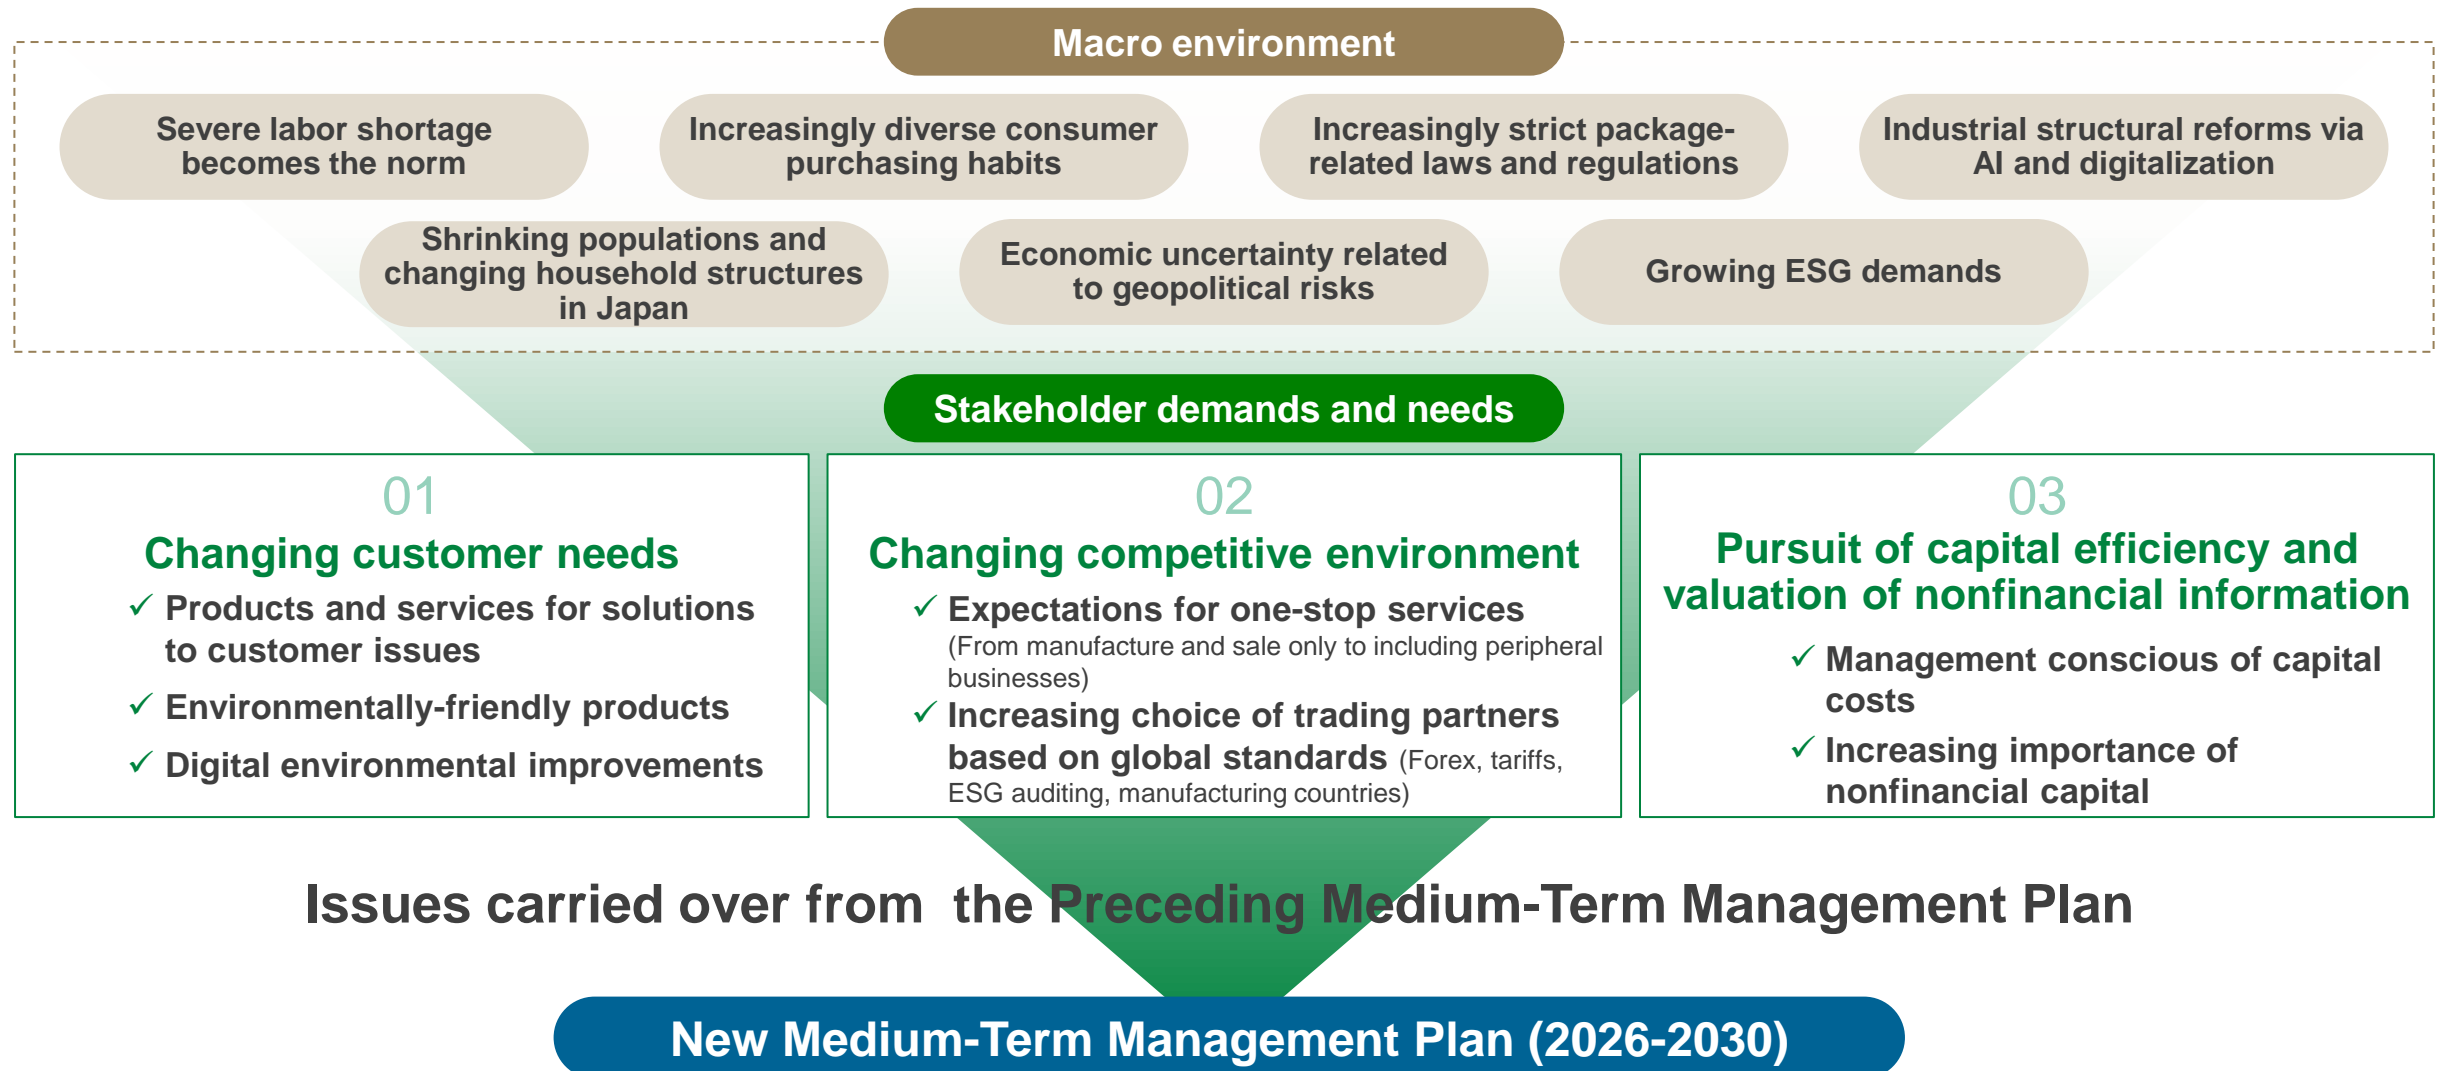 Macro environment
Severe labor shortage
becomes the norm
Increasingly diverse consumer
purchasing habits
Increasingly strict package-
related laws and regulations
Industrial structural reforms via
AI and digitalization
Shrinking populations and
changing household structures
in Japan
Economic uncertainty related
to geopolitical risks
Growing ESG demands
Stakeholder demands and needs
01
Changing customer needs
✓ Products and services for solutions
to customer issues
✓ Environmentally-friendly products
✓ Digital environmental improvements
02
Changing competitive environment
✓ Expectations for one-stop services
(From manufacture and sale only to including peripheral
businesses)
✓ Increasing choice of trading partners
based on global standards (Forex, tariffs,
ESG auditing, manufacturing countries)
03
Pursuit of capital efficiency and
valuation of nonfinancial information
✓ Management conscious of capital
costs
✓ Increasing importance of
nonfinancial capital
Issues carried over from  the Preceding Medium-Term Management Plan
New Medium-Term Management Plan (2026-2030)